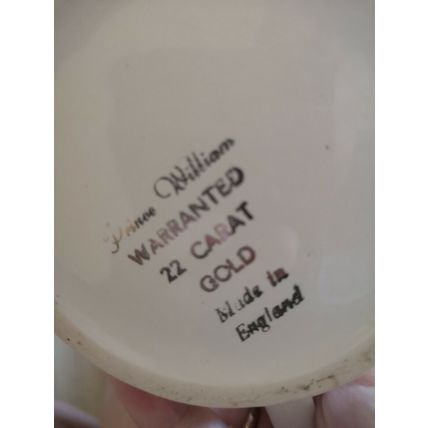 Prince William
WARRANTED
22 CARAT
GOLD
Made in
England